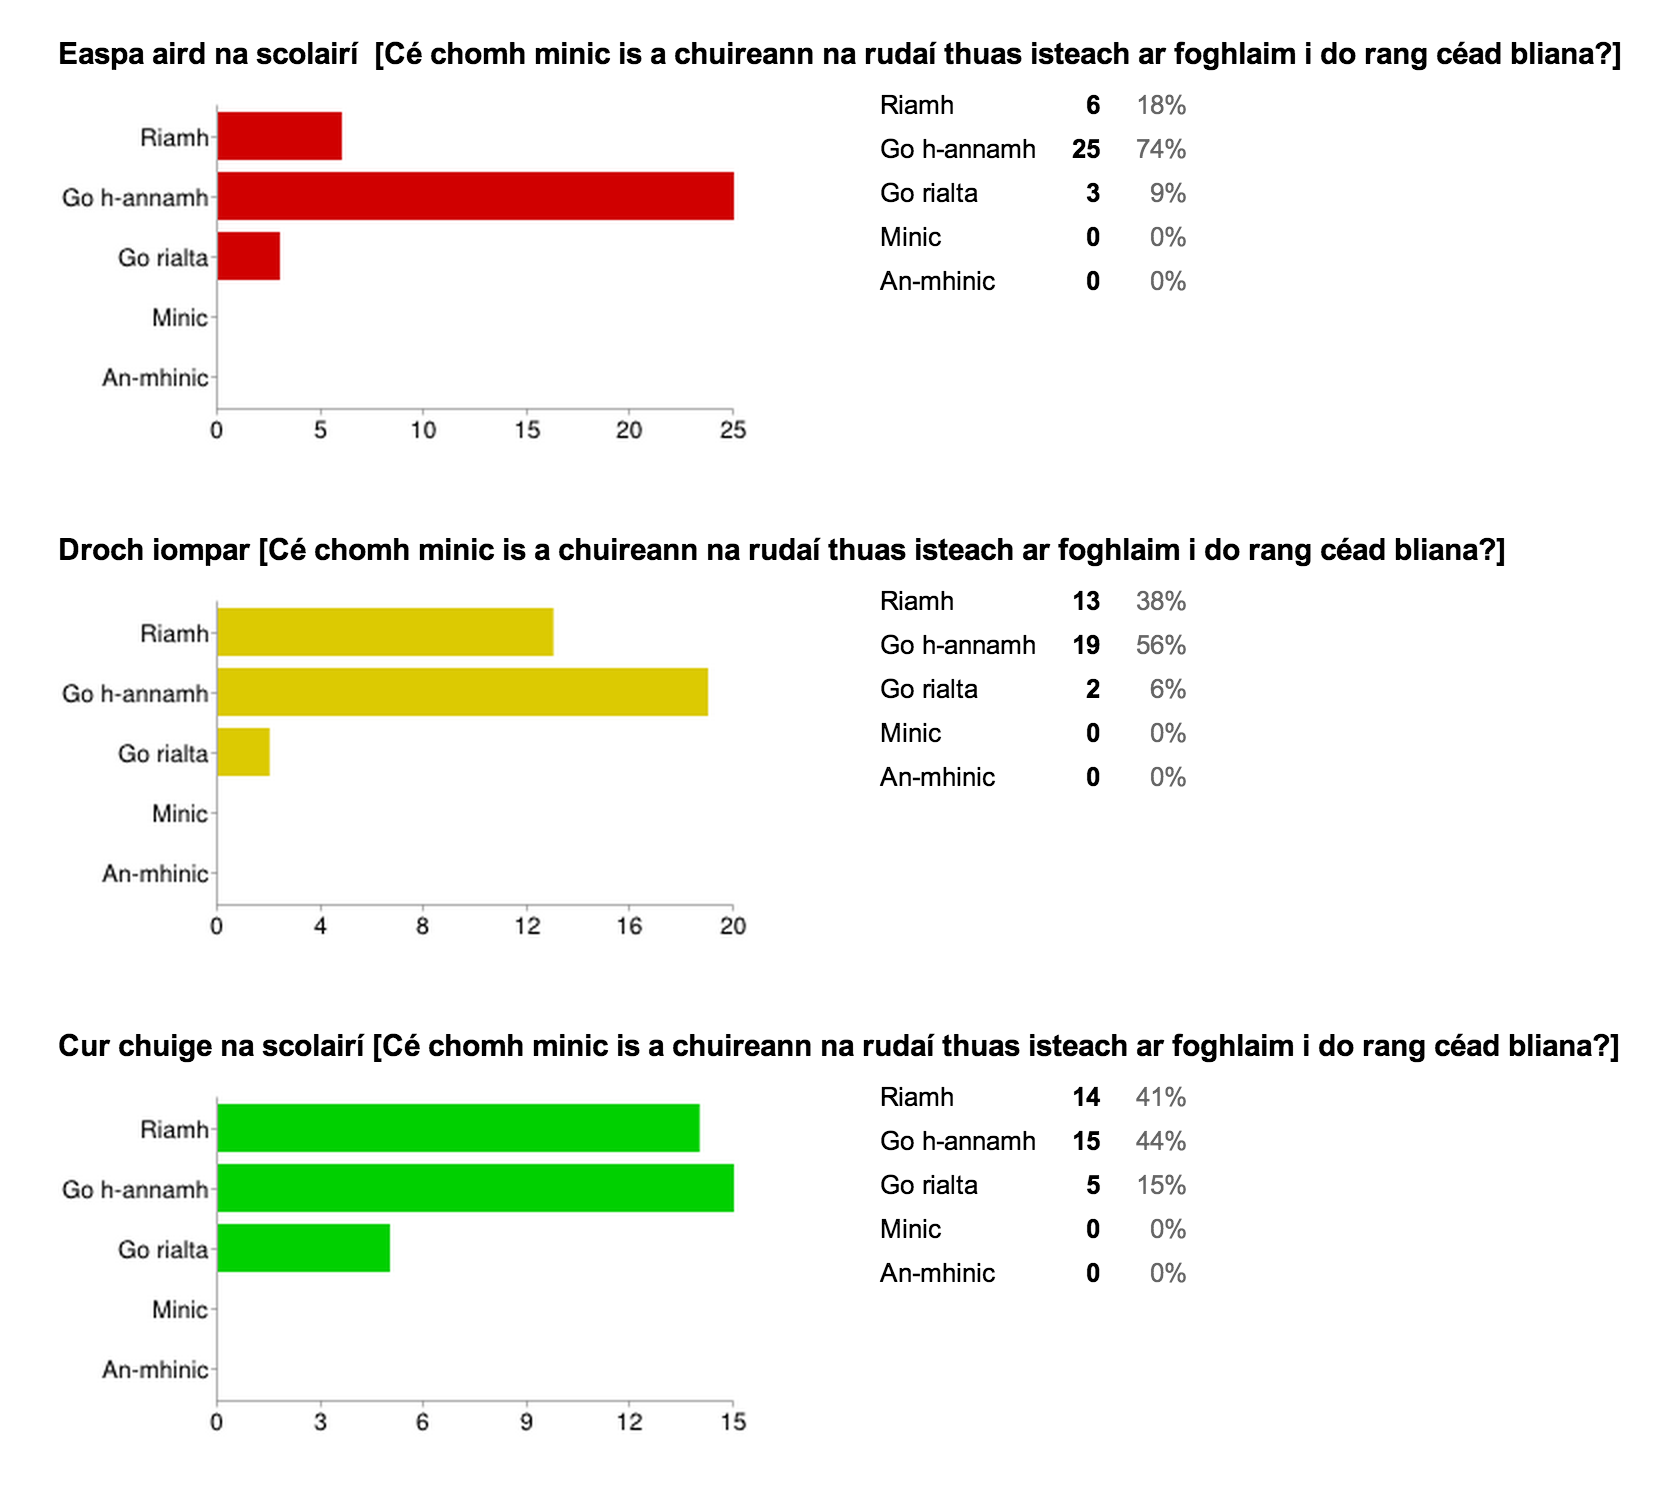 Easpa aird na scolairí  [Cé chomh minic is a chuireann na rudaí thuas isteach ar foghlaim i do rang céad bliana?]
Riamh
Go h-annamh
Go rialta
Minic
An-mhinic
0 5 10 15 20 25
Riamh 6 18%
Go h-annamh 25 74%
Go rialta 3 9%
Minic 0 0%
An-mhinic 0 0%
Droch iompar [Cé chomh minic is a chuireann na rudaí thuas isteach ar foghlaim i do rang céad bliana?]
Riamh
Go h-annamh
Go rialta
Minic
An-mhinic
0 4 8 12 16 20
Riamh 13 38%
Go h-annamh 19 56%
Go rialta 2 6%
Minic 0 0%
An-mhinic 0 0%
Cur chuige na scolairí [Cé chomh minic is a chuireann na rudaí thuas isteach ar foghlaim i do rang céad bliana?]
Riamh
Go h-annamh
Go rialta
Minic
An-mhinic
0 3 6 9 12 15
Riamh 14 41%
Go h-annamh 15 44%
Go rialta 5 15%
Minic 0 0%
An-mhinic 0 0%